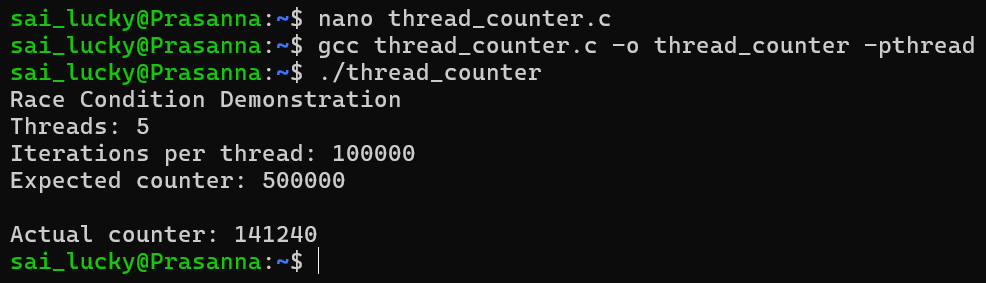 sai_lucky@Prasanna:~$ nano thread_counter.c
sai_lucky@Prasanna:~$ gcc thread_counter.c -o thread_counter -pthread
sai_lucky@Prasanna:~$ ./thread_counter
Race Condition Demonstration
Threads: 5
Iterations per thread: 100000
Expected counter: 500000

Actual counter: 141240
sai_lucky@Prasanna:~$